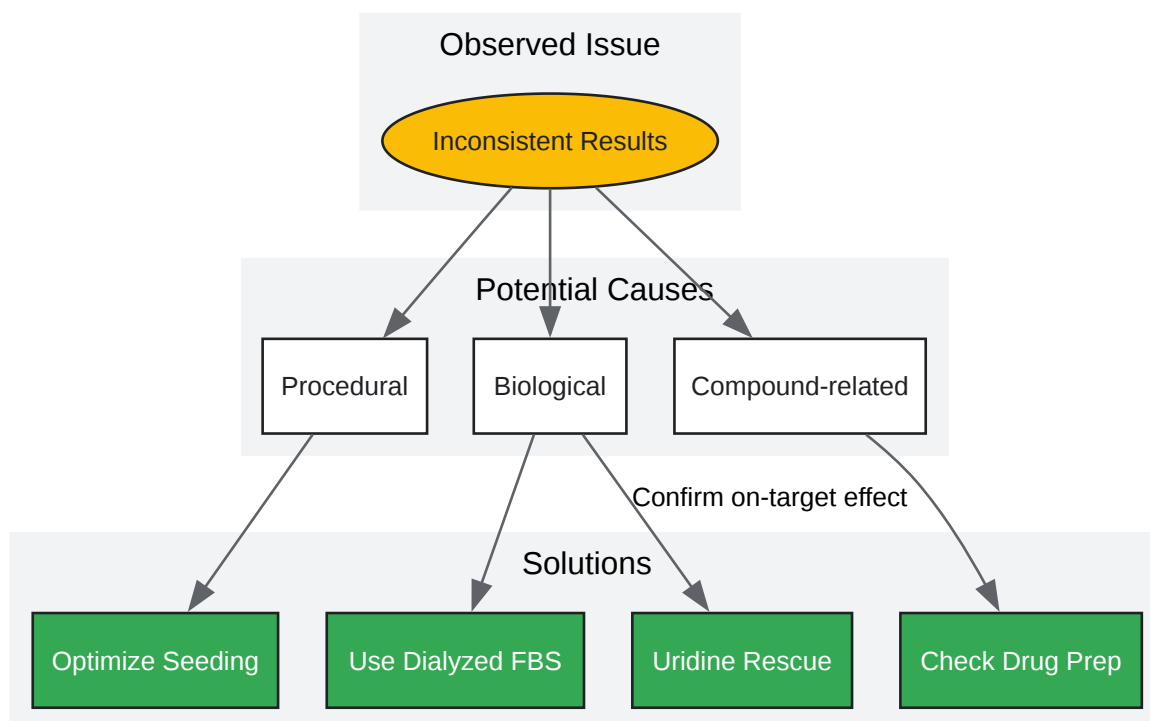 Observed Issue
Inconsistent Results
Potential Causes
Procedural
Biological
Compound-related
Confirm on-target effect
Solutions
Optimize Seeding
Use Dialyzed FBS
Uridine Rescue
Check Drug Prep